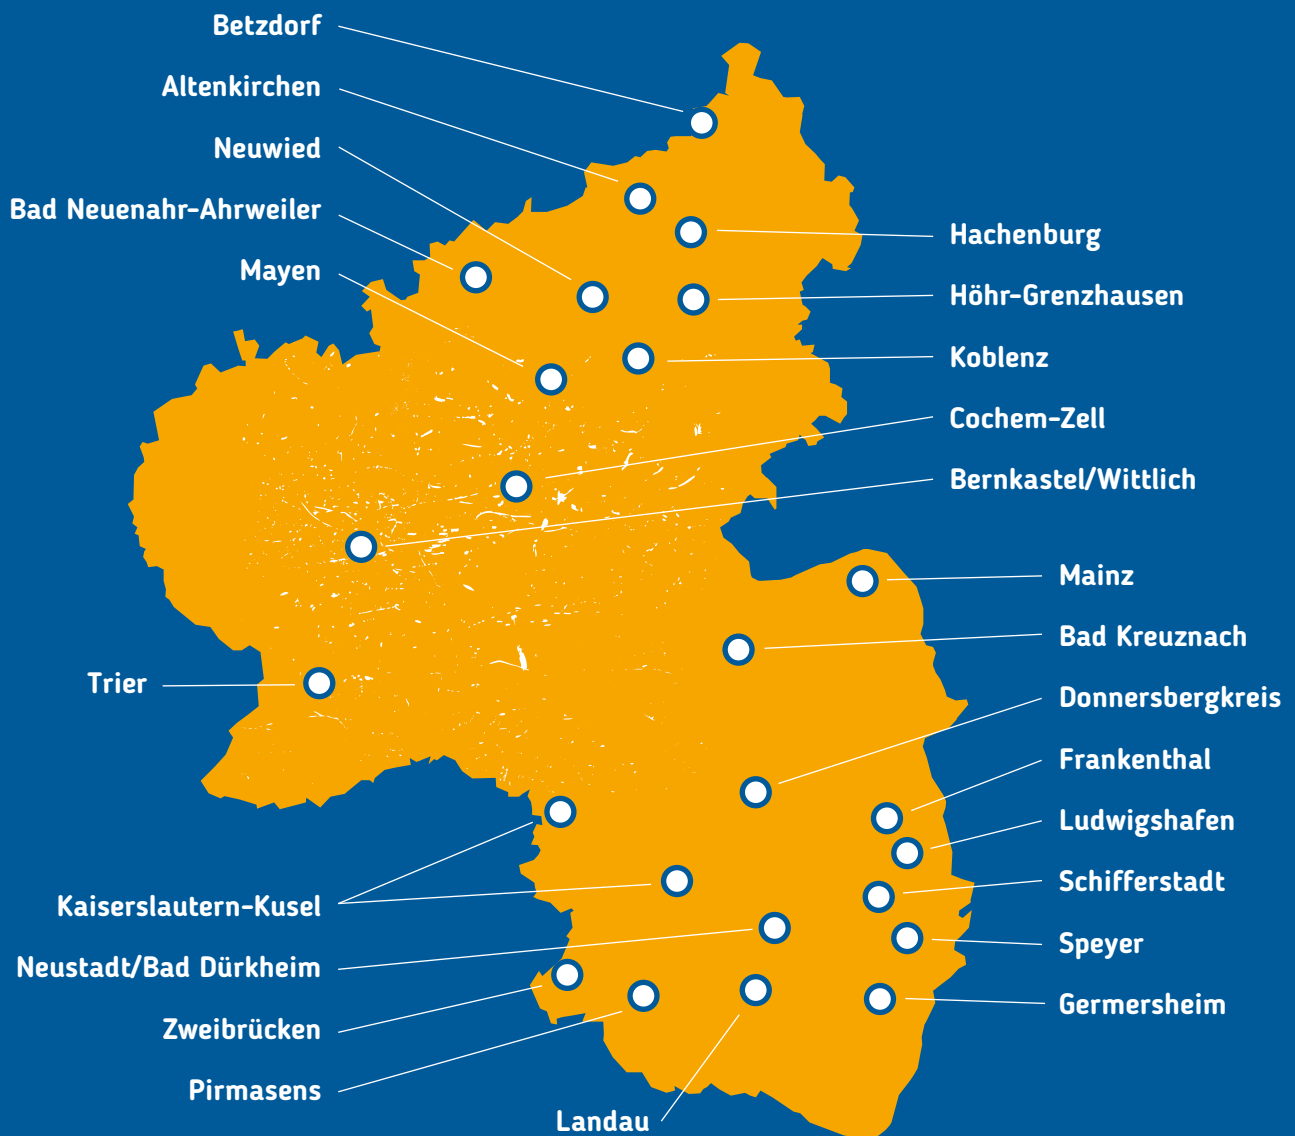 Betzdorf
Altenkirchen
Neuwied
Bad Neuenahr-Ahrweiler
Mayen
Hachenburg
Höhr-Grenzhausen
Koblenz
Cochem-Zell
Bernkastel/Wittlich
Mainz
Bad Kreuznach
Donnersbergkreis
Frankenthal
Ludwigshafen
Schifferstadt
Speyer
Germersheim
Trier
Kaiserslautern-Kusel
Neustadt/Bad Dürkheim
Zweibrücken
Pirmasens
Landau